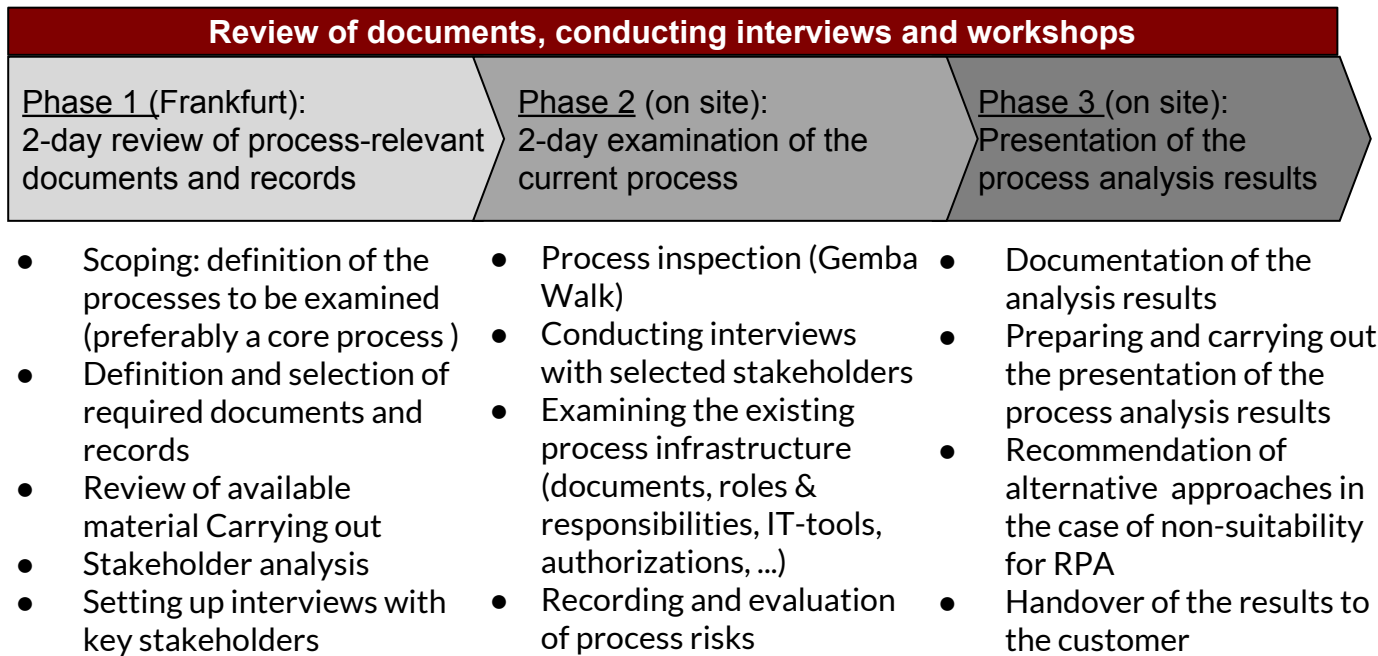 Review of documents, conducting interviews and workshops
Phase 1 (Frankfurt):
2-day review of process-relevant
documents and records
Phase 2 (on site):
2-day examination of the
current process
Phase 3 (on site):
Presentation of the
process analysis results
● Scoping: definition of the
processes to be examined
(preferably a core process )
● Definition and selection of
required documents and
records
● Review of available
material Carrying out
● Stakeholder analysis
● Setting up interviews with
key stakeholders
● Process inspection (Gemba
Walk)
● Conducting interviews
with selected stakeholders
● Examining the existing
process infrastructure
(documents, roles &
responsibilities, IT-tools,
authorizations, ...)
● Recording and evaluation
of process risks
● Documentation of the
analysis results
● Preparing and carrying out
the presentation of the
process analysis results
● Recommendation of
alternative  approaches in
the case of non-suitability
for RPA
● Handover of the results to
the customer